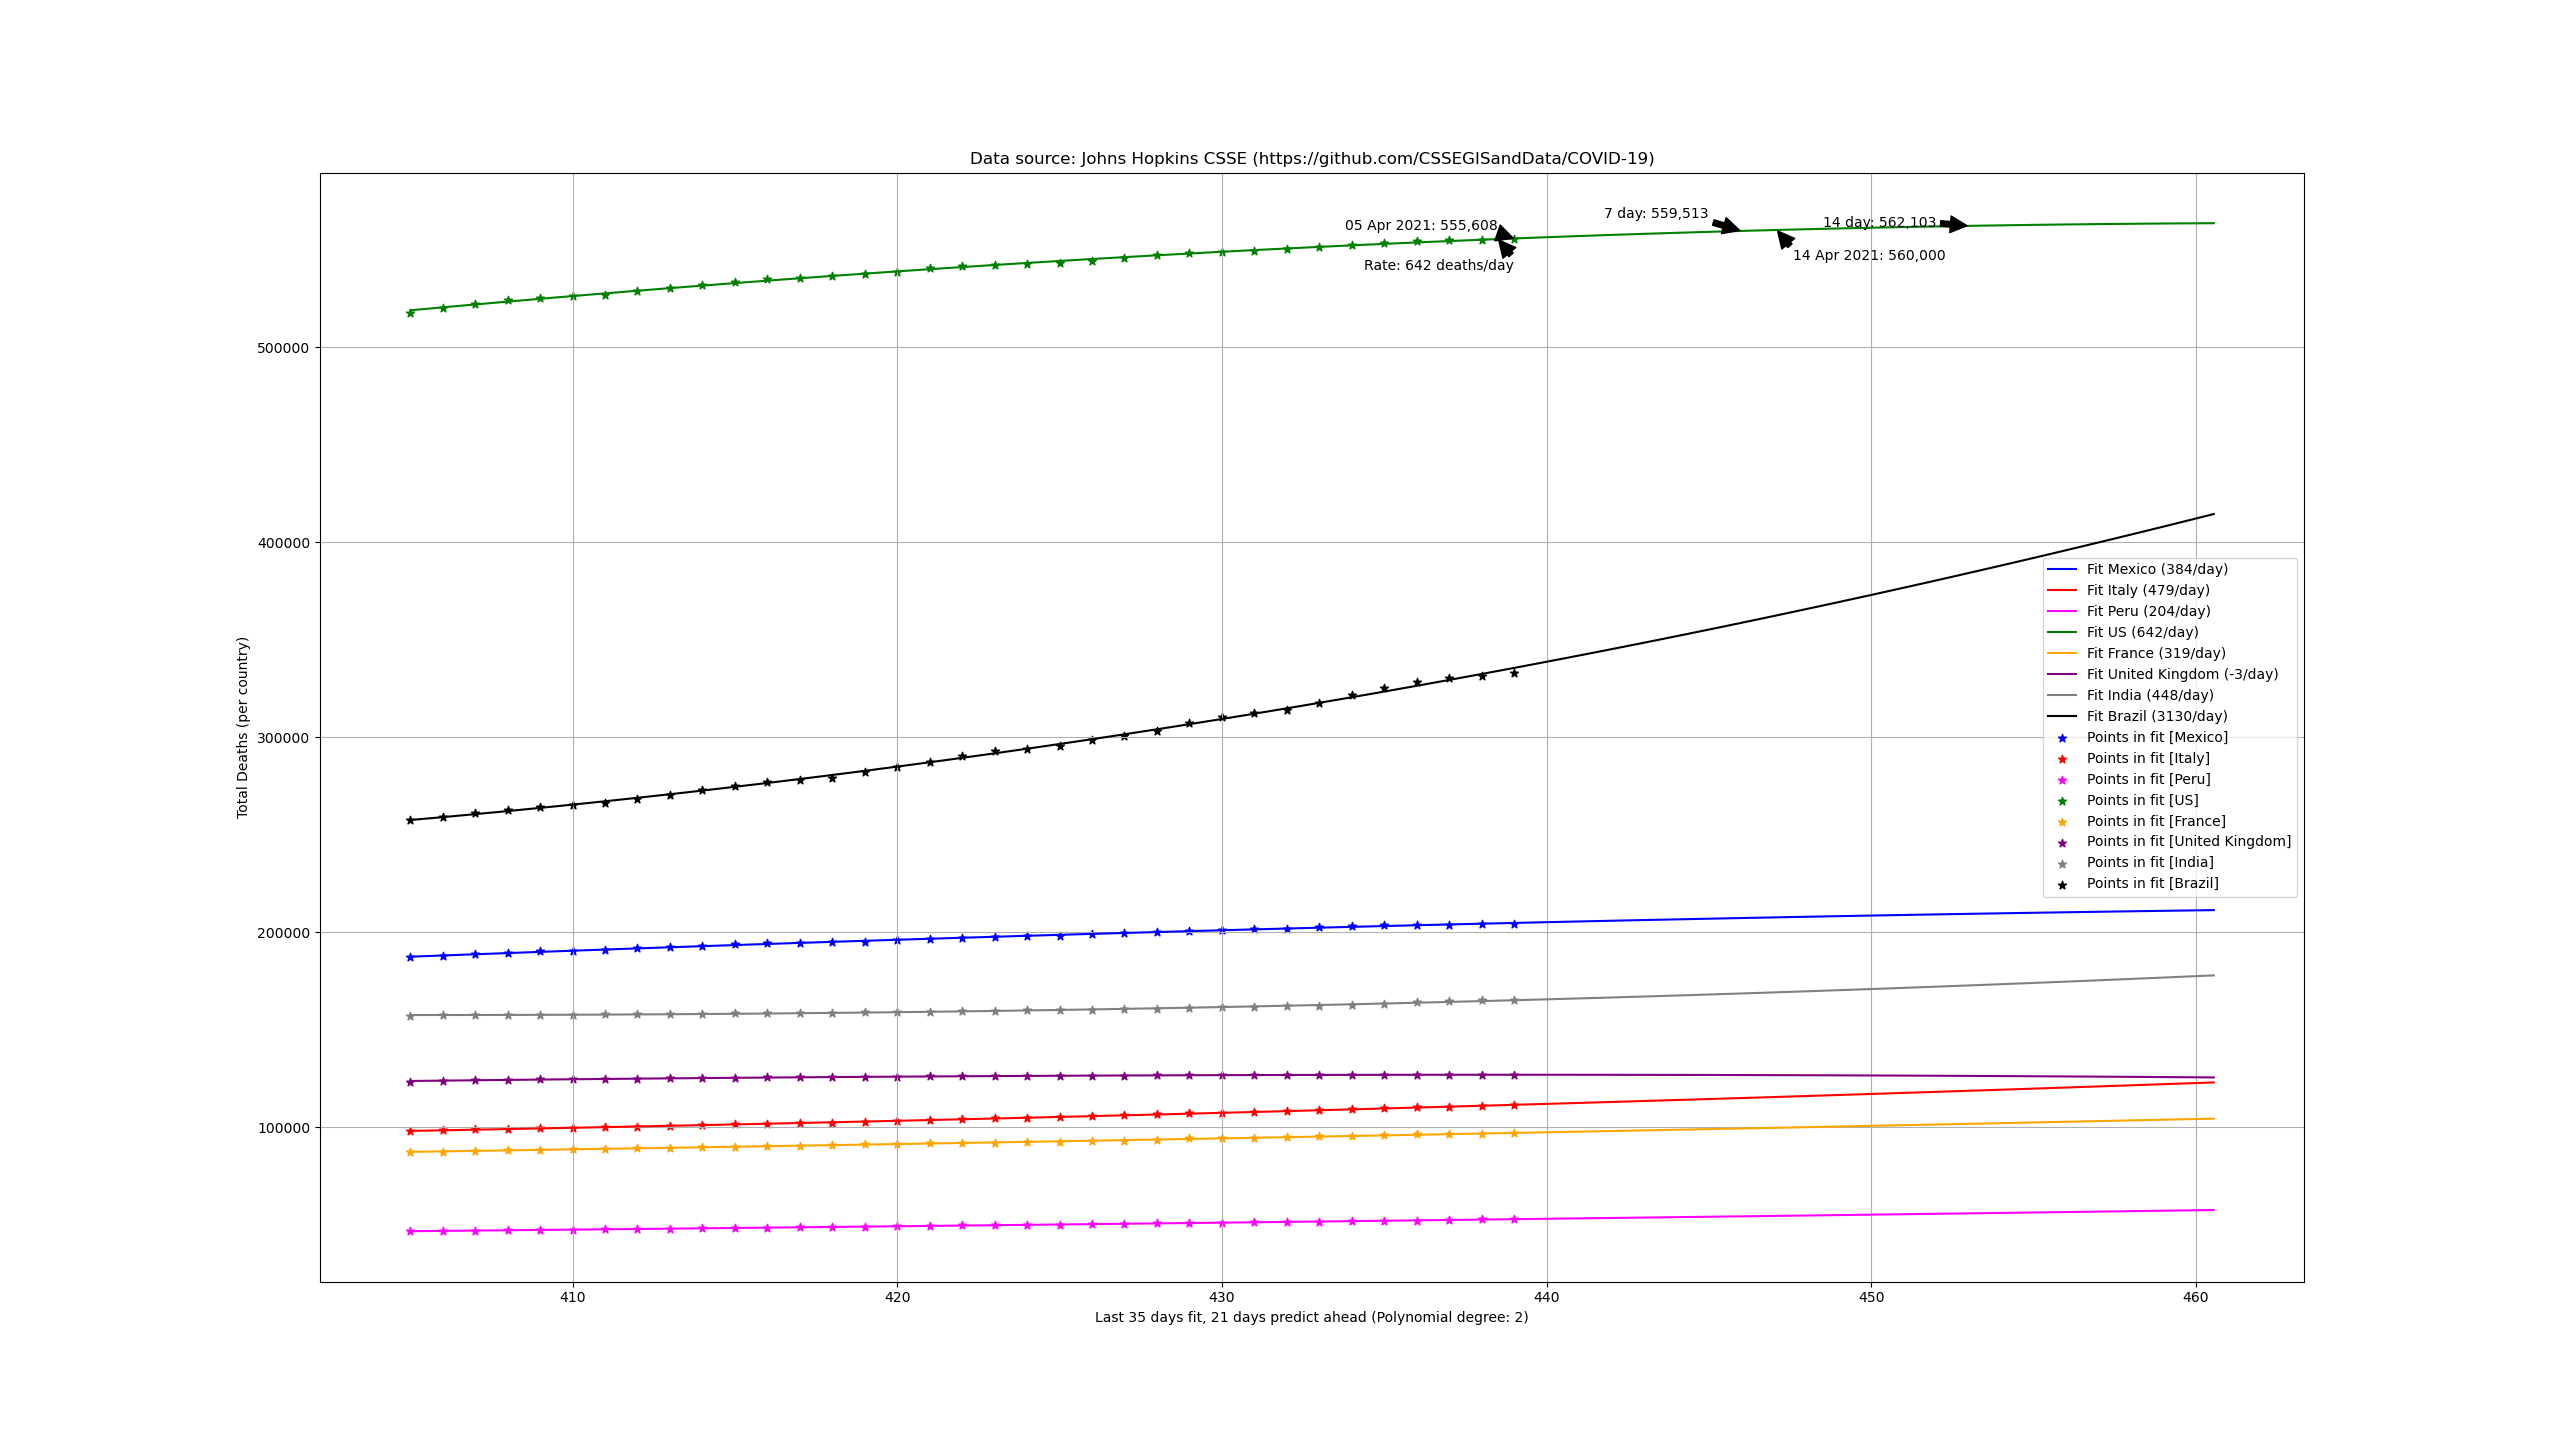 Data source: Johns Hopkins CSSE (https://github.com/CSSEGISandData/COVID-19)
05 Apr 2021: 555,608
Rate: 642 deaths/day
7 day: 559,513
14 day: 562,103
14 Apr 2021: 560,000
Total Deaths (per country)
500000
400000
300000
200000
100000
Fit Mexico (384/day)
Fit Italy (479/day)
Fit Peru (204/day)
Fit US (642/day)
Fit France (319/day)
Fit United Kingdom (-3/day)
Fit India (448/day)
Fit Brazil (3130/day)
Points in fit [Mexico]
Points in fit [Italy]
Points in fit [Peru]
Points in fit [US]
Points in fit [France]
Points in fit [United Kingdom]
Points in fit [India]
Points in fit [Brazil]
410 420 430 440 450 460
Last 35 days fit, 21 days predict ahead (Polynomial degree: 2)